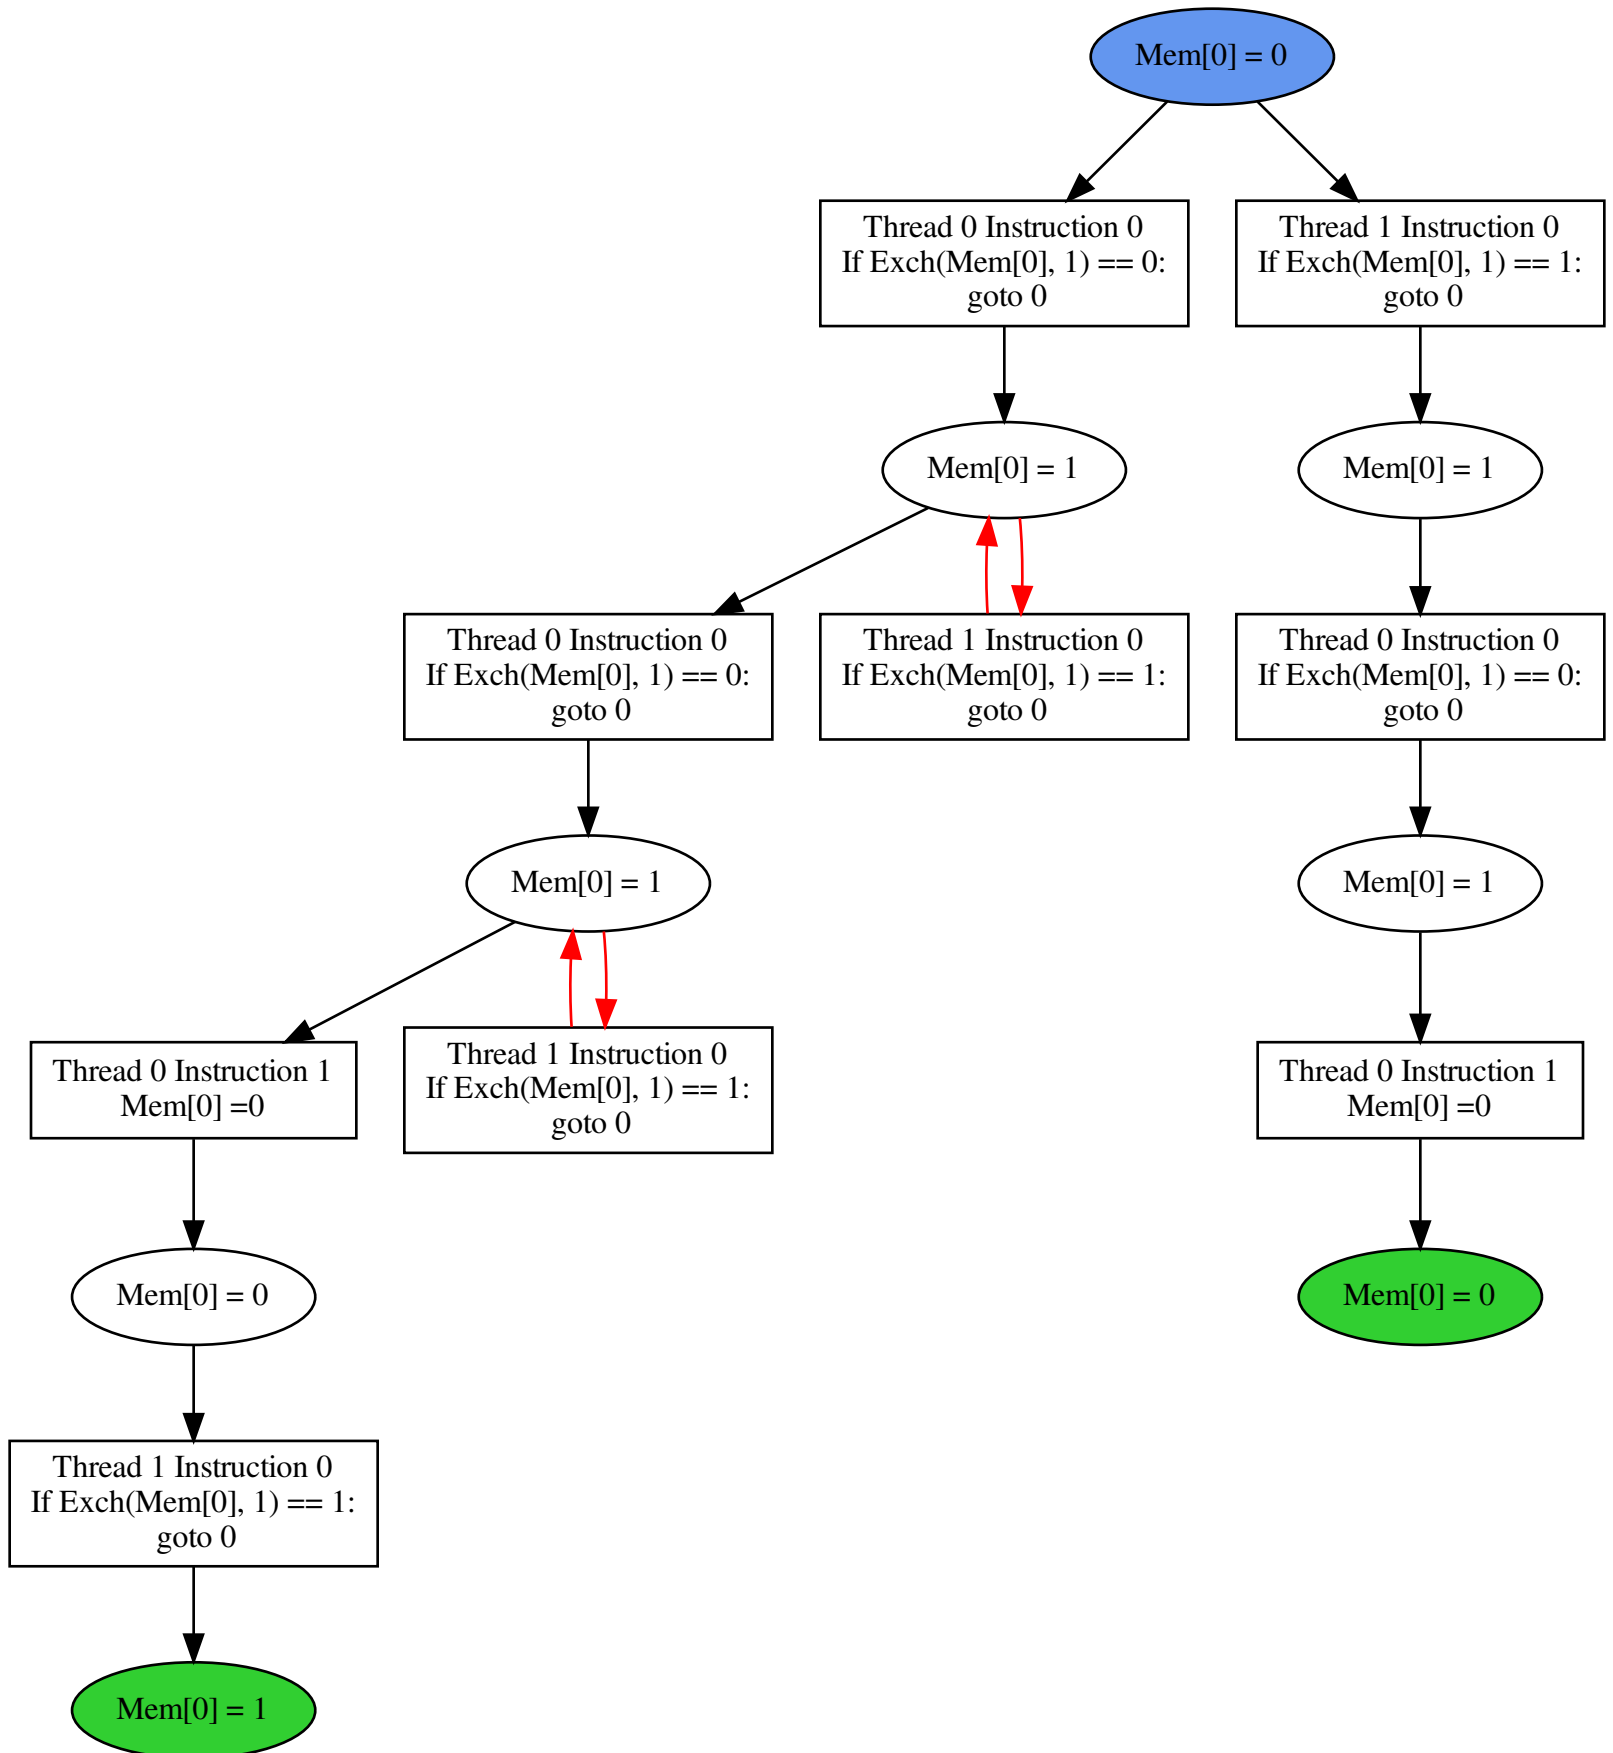 Mem[0] = 0
Thread 0 Instruction 0
If Exch(Mem[0], 1) == 0:
goto 0
Thread 1 Instruction 0
If Exch(Mem[0], 1) == 1:
goto 0
Mem[0] = 1
Mem[0] = 1
Thread 0 Instruction 0
If Exch(Mem[0], 1) == 0:
goto 0
Thread 1 Instruction 0
If Exch(Mem[0], 1) == 1:
goto 0
Thread 0 Instruction 0
If Exch(Mem[0], 1) == 0:
goto 0
Mem[0] = 1
Mem[0] = 1
Thread 0 Instruction 1
Mem[0] =0
Thread 1 Instruction 0
If Exch(Mem[0], 1) == 1:
goto 0
Thread 0 Instruction 1
Mem[0] =0
Mem[0] = 0
Mem[0] = 0
Thread 1 Instruction 0
If Exch(Mem[0], 1) == 1:
goto 0
Mem[0] = 1